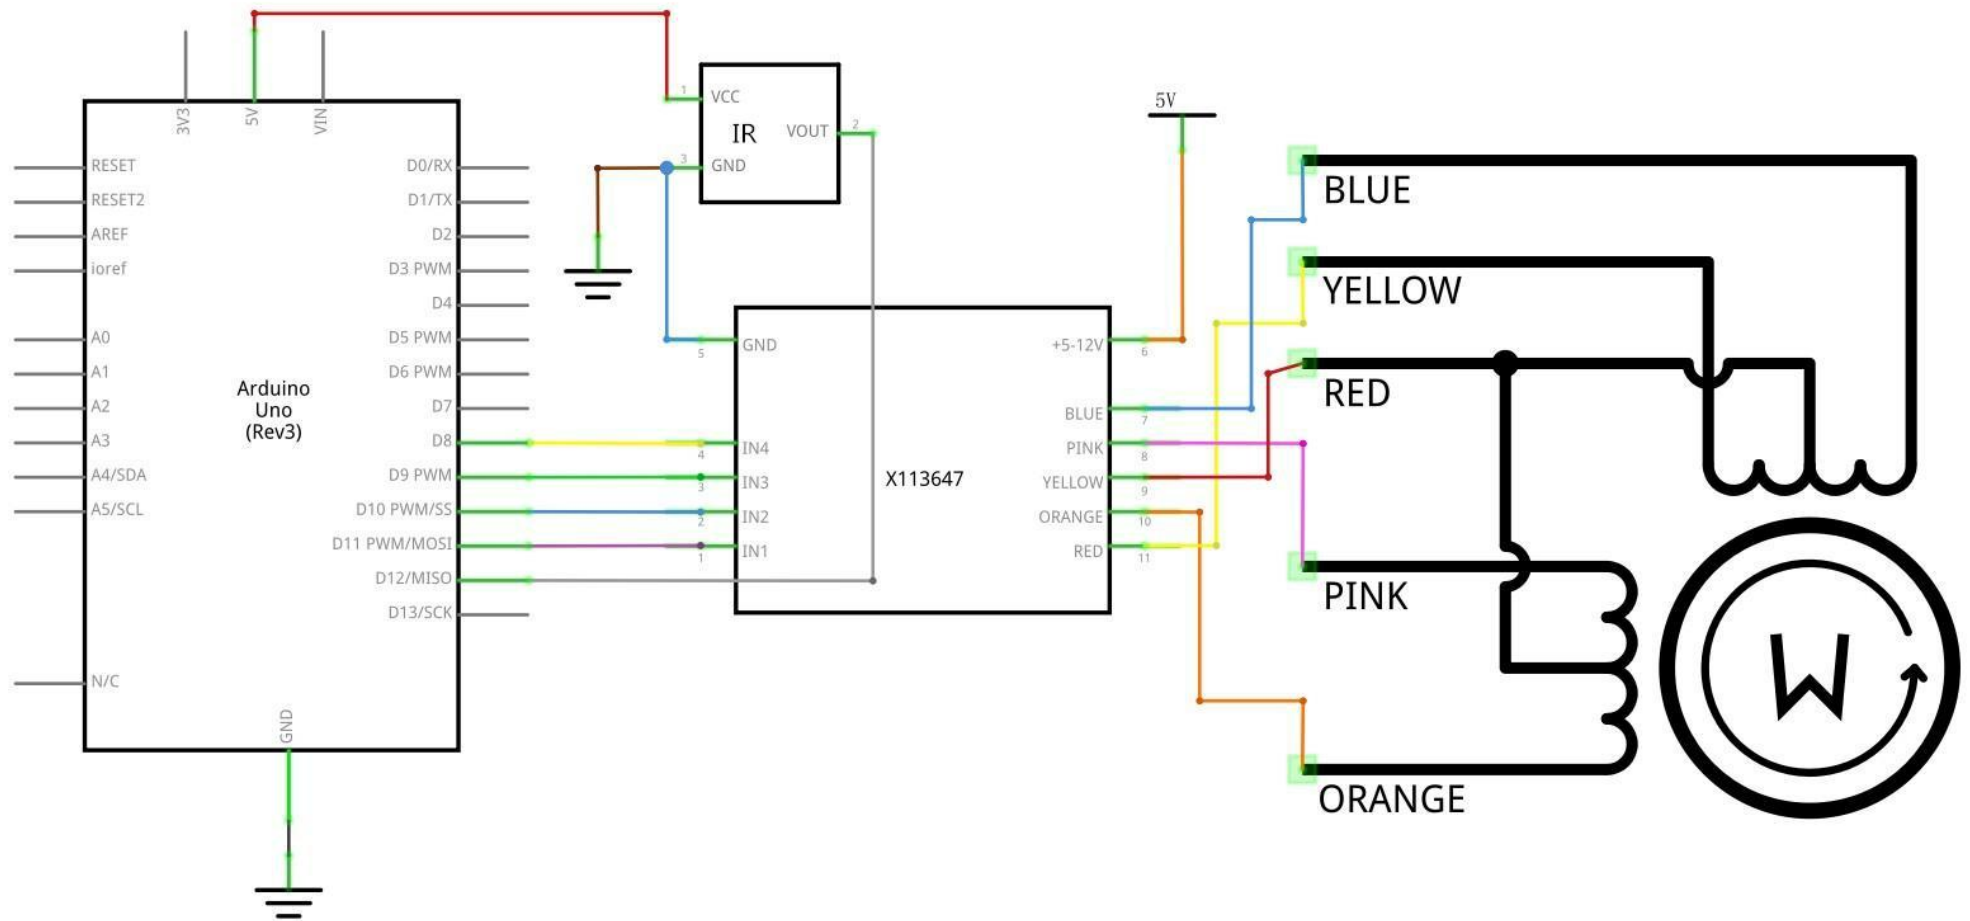 3V3
5V
VIN
RESET
RESET2
AREF
ioref
A0
A1
A2
A3
A4/SDA
A5/SCL
N/C
Arduino
Uno
(Rev3)
D0/RX
D1/TX
D2
D3 PWM
D4
D5 PWM
D6 PWM
D7
D8
D9 PWM
D10 PWM/SS
D11 PWM/MOSI
D12/MISO
D13/SCK
GND
1
VCC
IR
VOUT
2
3
GND
5
GND
4
IN4
3
IN3
2
IN2
1
IN1
X113647
+5-12V
6
BLUE
7
PINK
8
YELLOW
9
ORANGE
10
RED
11
5V
BLUE
YELLOW
RED
PINK
ORANGE